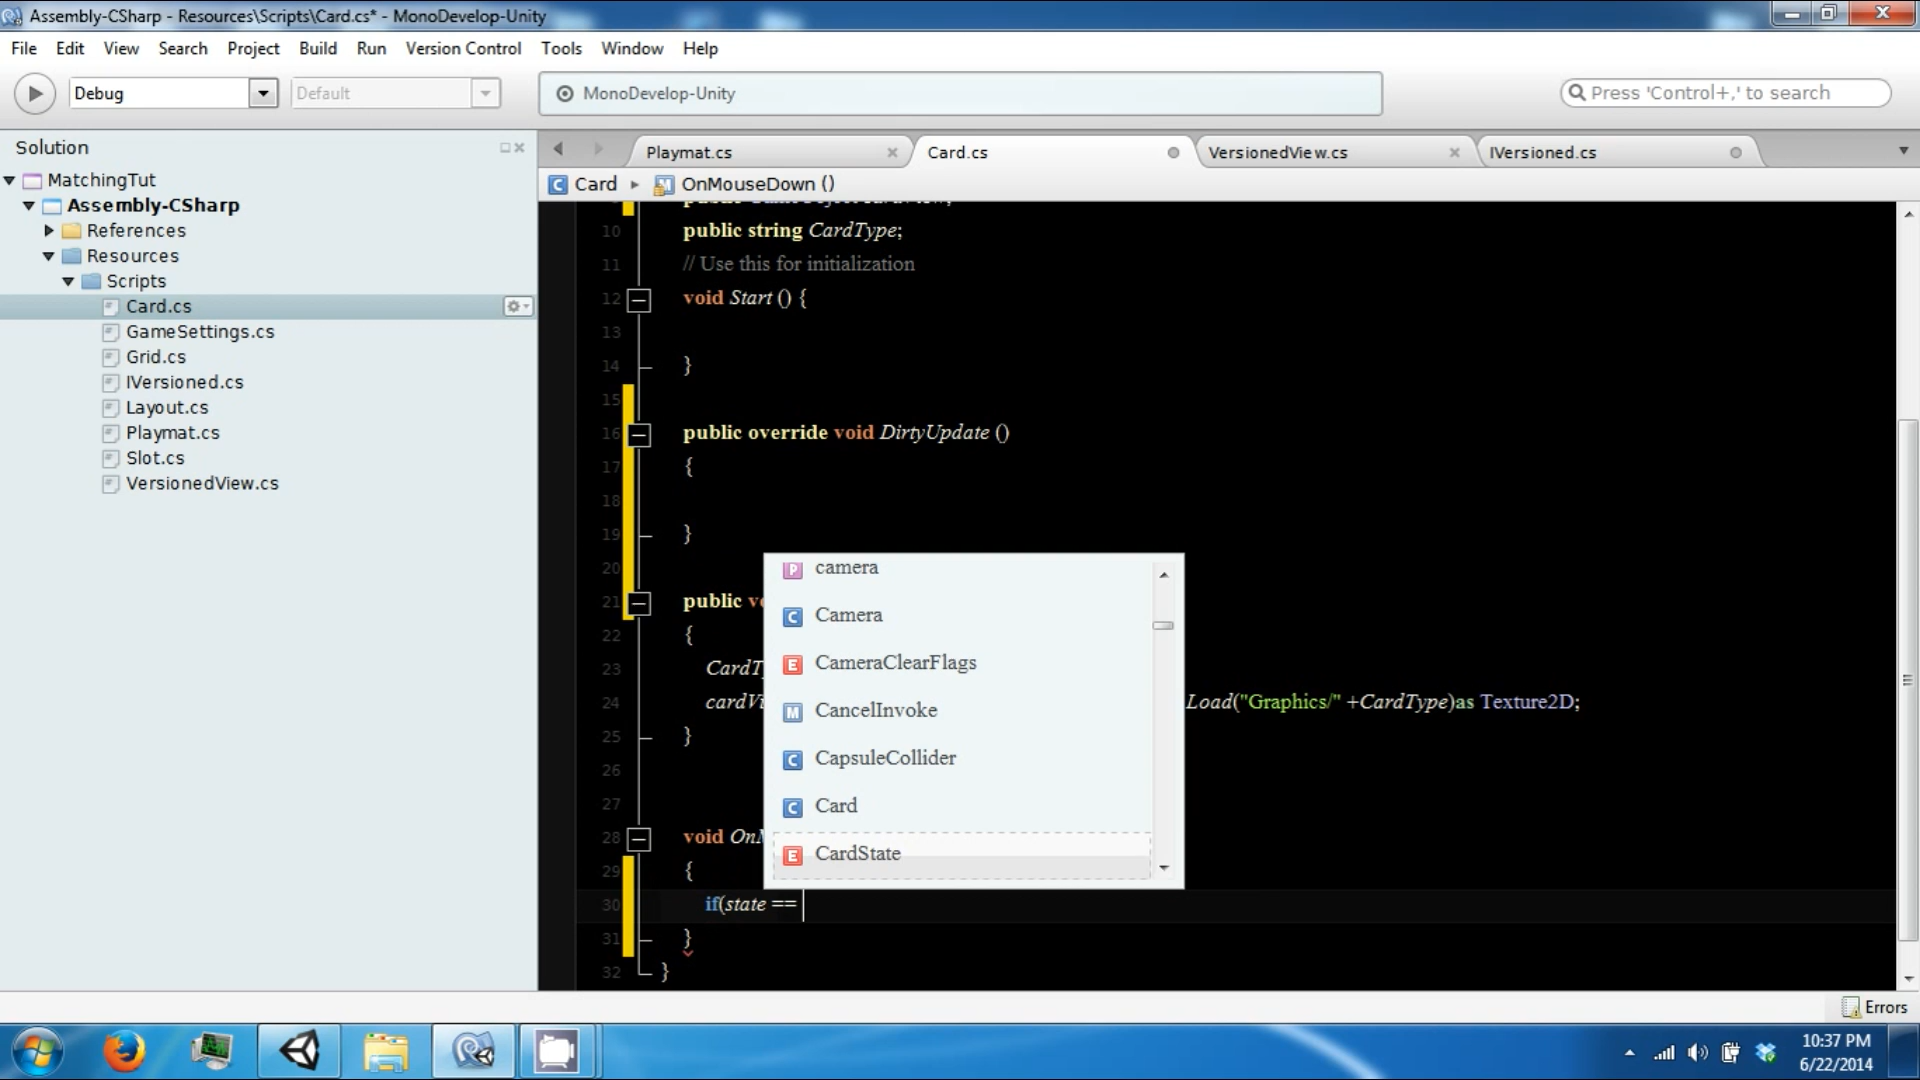 Assembly-CSharp - Resources\Scripts\Card.cs* - MonoDevelop-Unity
File Edit View Search Project Build Run Version Control Tools Window Help
Debug Default MonoDevelop-Unity Press 'Control+,' to search
Solution
MatchingTut
Assembly-CSharp
References
Resources
Scripts
Card.cs
GameSettings.cs
Grid.cs
IVersioned.cs
Layout.cs
Playmat.cs
Slot.cs
VersionedView.cs
Playmat.cs Card.cs VersionedView.cs IVersioned.cs
Card OnMouseDown ()
10 public string CardType;
11 // Use this for initialization
12 void Start () {
13
14 }
15
16 public override void DirtyUpdate ()
17 {
18
19 }
20
21 public
22 {
23
24 Load("Graphics/" +CardType)as Texture2D;
25 }
26
27
28 void
29 {
30 if(state ==
31 }
32 }
camera
Camera
CameraClearFlags
CancelInvoke
CapsuleCollider
Card
CardState
Errors
10:37 PM
6/22/2014